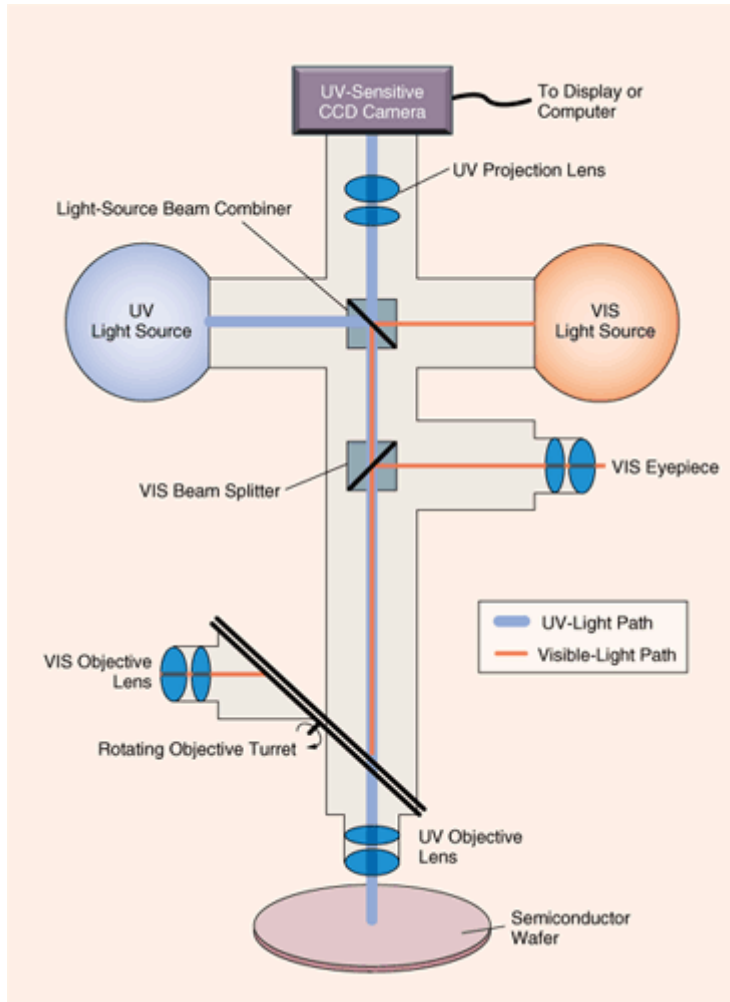 UV-Sensitive
CCD Camera
To Display or
Computer
UV Projection Lens
Light-Source Beam Combiner
UV
Light Source
VIS
Light Source
VIS Beam Splitter
VIS Eyepiece
UV-Light Path
Visible-Light Path
VIS Objective
Lens
Rotating Objective Turret
UV Objective
Lens
Semiconductor
Wafer